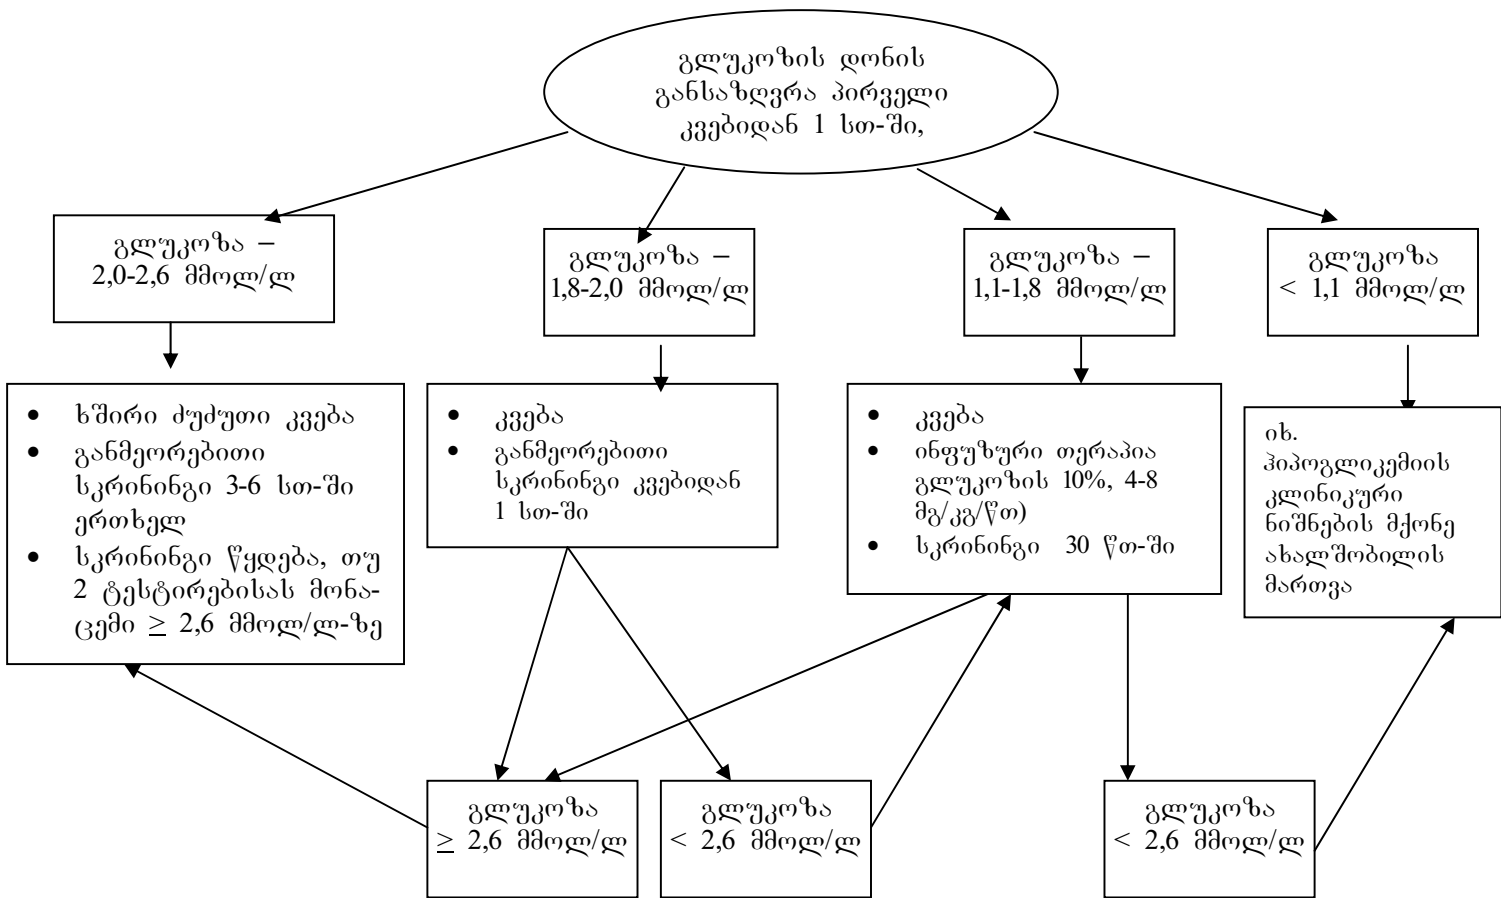 გლუკოზის დონის
განსაზღვრა პირველი
კვებიდან 1 სთ-ში,
გლუკოზა –
2,0-2,6 მმოლ/ლ
გლუკოზა –
1,8-2,0 მმოლ/ლ
გლუკოზა –
1,1-1,8 მმოლ/ლ
გლუკოზა
< 1,1 მმოლ/ლ
• ხშირი ძუძუთი კვება
• განმეორებითი
სკრინინგი 3-6 სთ-ში
ერთხელ
• სკრინინგი წყდება, თუ
2 ტესტირებისას მონა-
ცემი ≥ 2,6 მმოლ/ლ-ზე
• კვება
• განმეორებითი
სკრინინგი კვებიდან
1 სთ-ში
• კვება
• ინფუზური თერაპია
გლუკოზის 10%, 4-8
მგ/კგ/წთ)
• სკრინინგი 30 წთ-ში
იხ.
ჰიპოგლიკემიის
კლინიკური
ნიშნების მქონე
ახალშობილის
მართვა
გლუკოზა
≥ 2,6 მმოლ/ლ
გლუკოზა
< 2,6 მმოლ/ლ
გლუკოზა
< 2,6 მმოლ/ლ